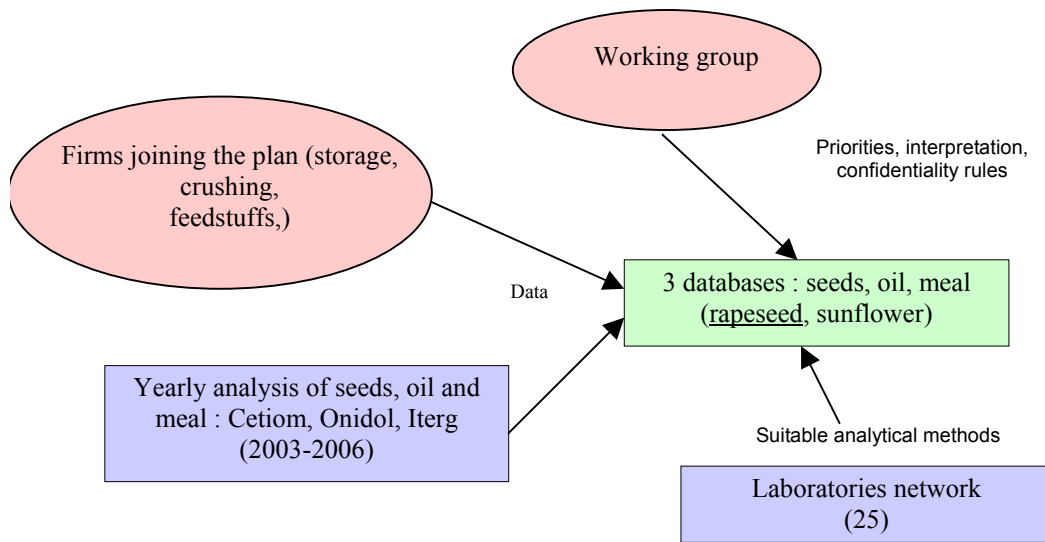 Working group
Firms joining the plan (storage,
crushing,
feedstuffs,)
Priorities, interpretation,
confidentiality rules
Data
3 databases : seeds, oil, meal
(rapeseed, sunflower)
Yearly analysis of seeds, oil and
meal : Cetiom, Onidol, Iterg
(2003-2006)
Suitable analytical methods
Laboratories network
(25)